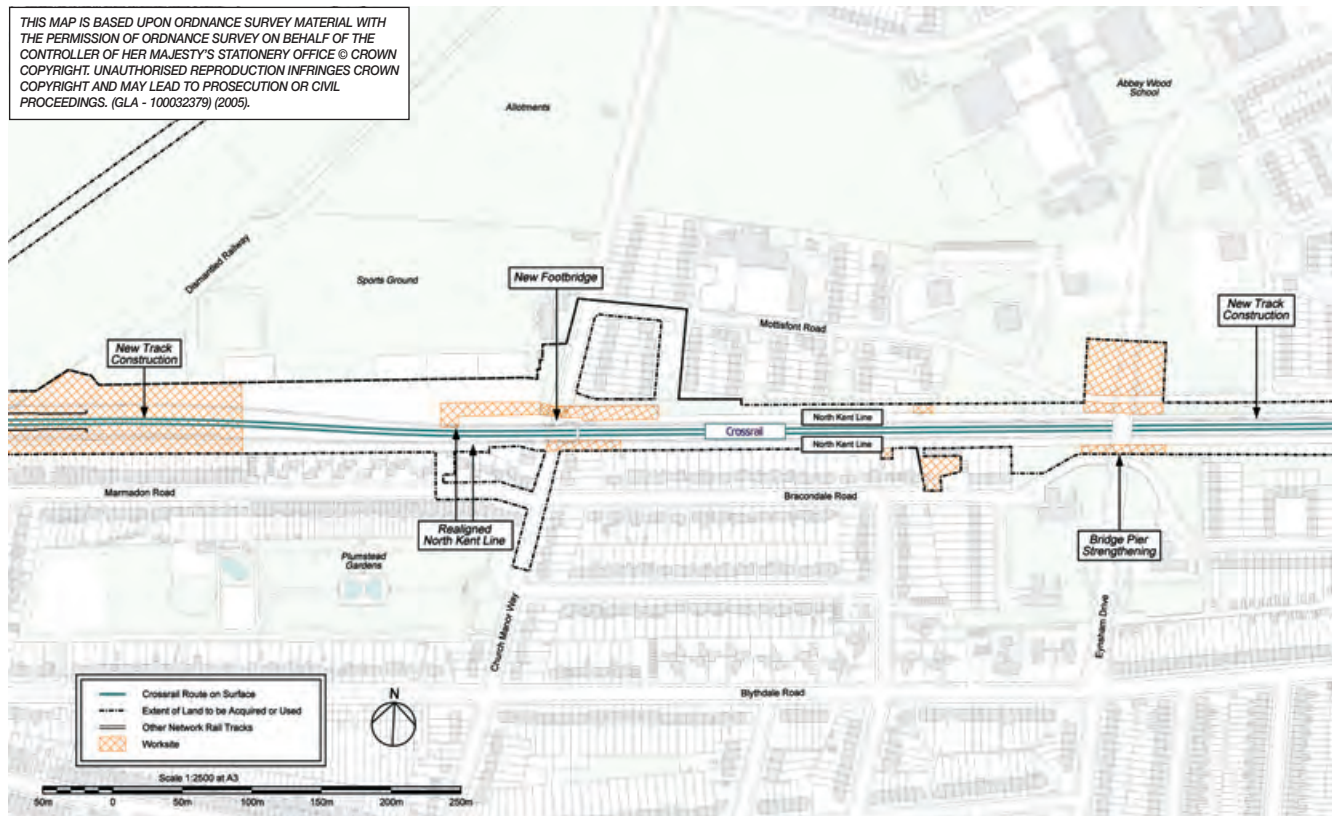 THIS MAP IS BASED UPON ORDNANCE SURVEY MATERIAL WITH
THE PERMISSION OF ORDNANCE SURVEY ON BEHALF OF THE
CONTROLLER OF HER MAJESTY'S STATIONERY OFFICE © CROWN
COPYRIGHT. UNAUTHORISED REPRODUCTION INFRINGES CROWN
COPYRIGHT AND MAY LEAD TO PROSECUTION OR CIVIL
PROCEEDINGS. (GLA - 100032379) (2005).
Abbey Wood
School
Allotments
Dismantled Railway
Sports Ground
New Footbridge
Mottisfont Road
New Track
Construction
New Track
Construction
North Kent Line
Crossrail
North Kent Line
Marmadon Road
Bracondale Road
Realigned
North Kent Line
Bridge Pier
Strengthening
Plumstead
Gardens
Church Manor Way
Eynsham Drive
Blythdale Road
Crossrail Route on Surface
Extent of Land to be Acquired or Used
Other Network Rail Tracks
Worksite
N
Scale 1:2500 at A3
50m 0 50m 100m 150m 200m 250m